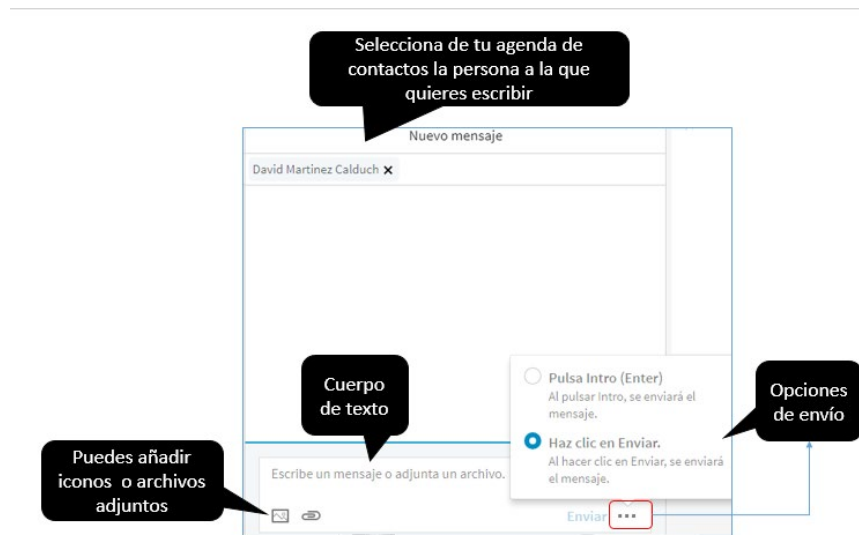 Selecciona de tu agenda de
contactos la persona a la que
quieres escribir
Nuevo mensaje
David Martinez Calduch ✕
Cuerpo
de texto
Pulsa Intro (Enter)
Al pulsar Intro, se enviará el
mensaje.
Haz clic en Enviar.
Al hacer clic en Enviar, se enviará
el mensaje.
Opciones
de envío
Puedes añadir
iconos o archivos
adjuntos
Escribe un mensaje o adjunta un archivo.
Enviar ...